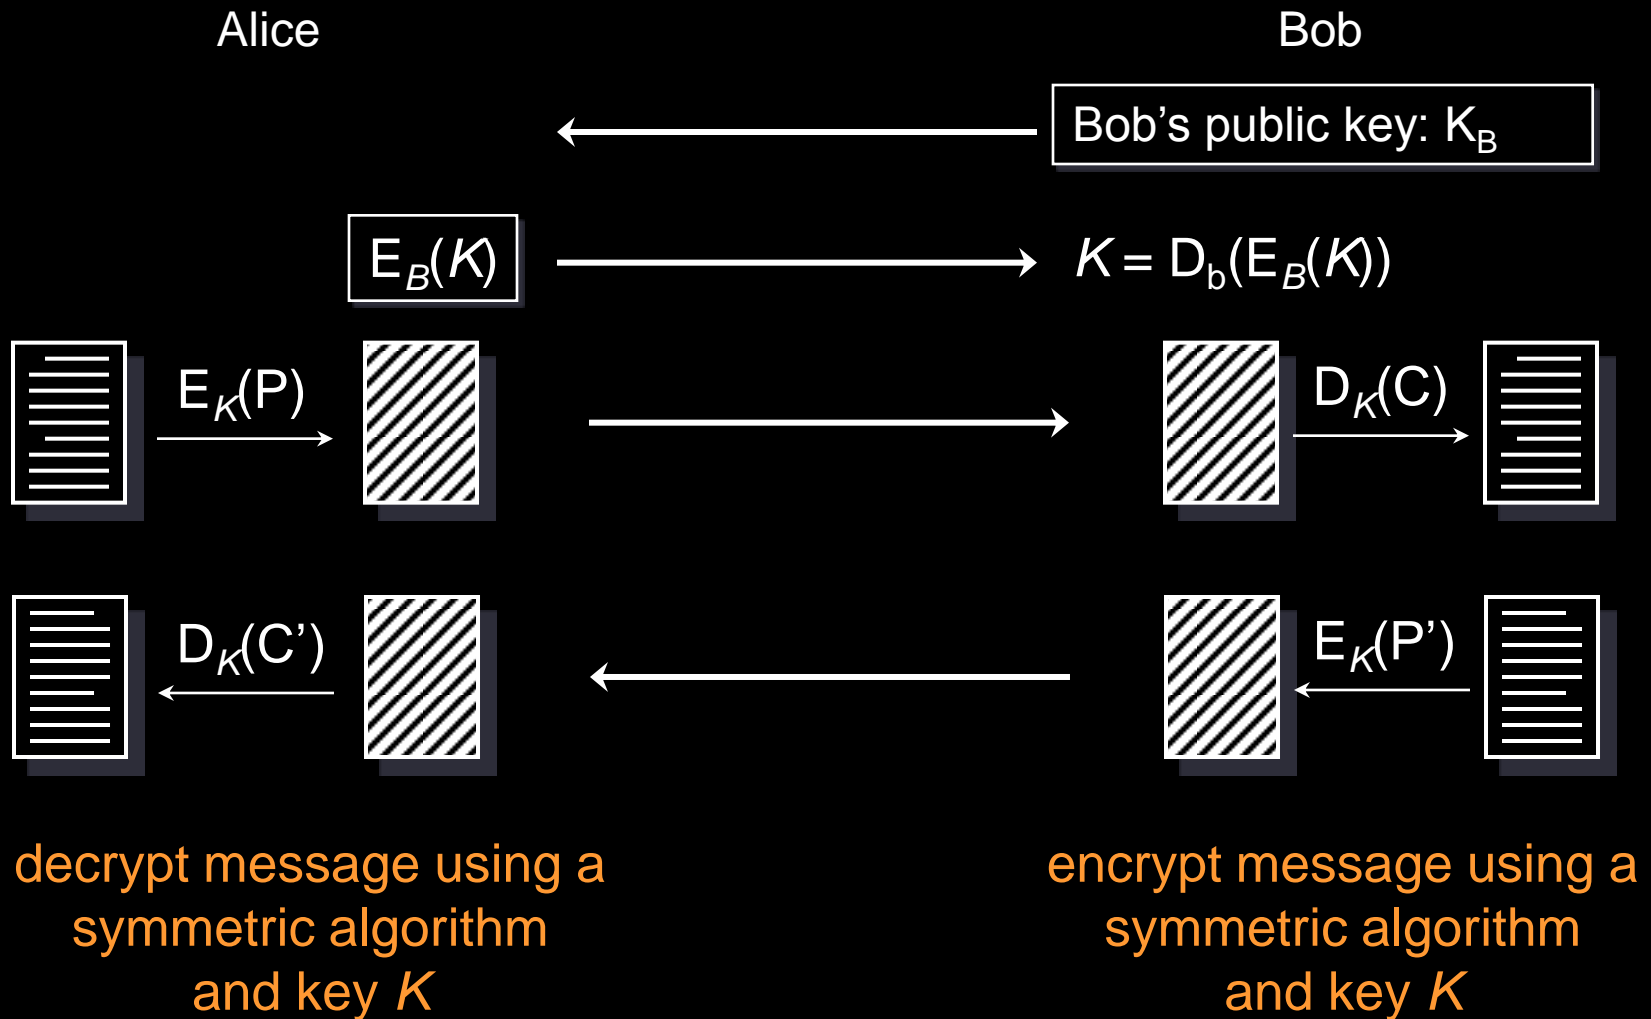 Alice
Bob
Bob’s public key: K_B
E_B(K)
K = D_b(E_B(K))
E_K(P)
D_K(C)
D_K(C’)
E_K(P’)
decrypt message using a
symmetric algorithm
and key K
encrypt message using a
symmetric algorithm
and key K